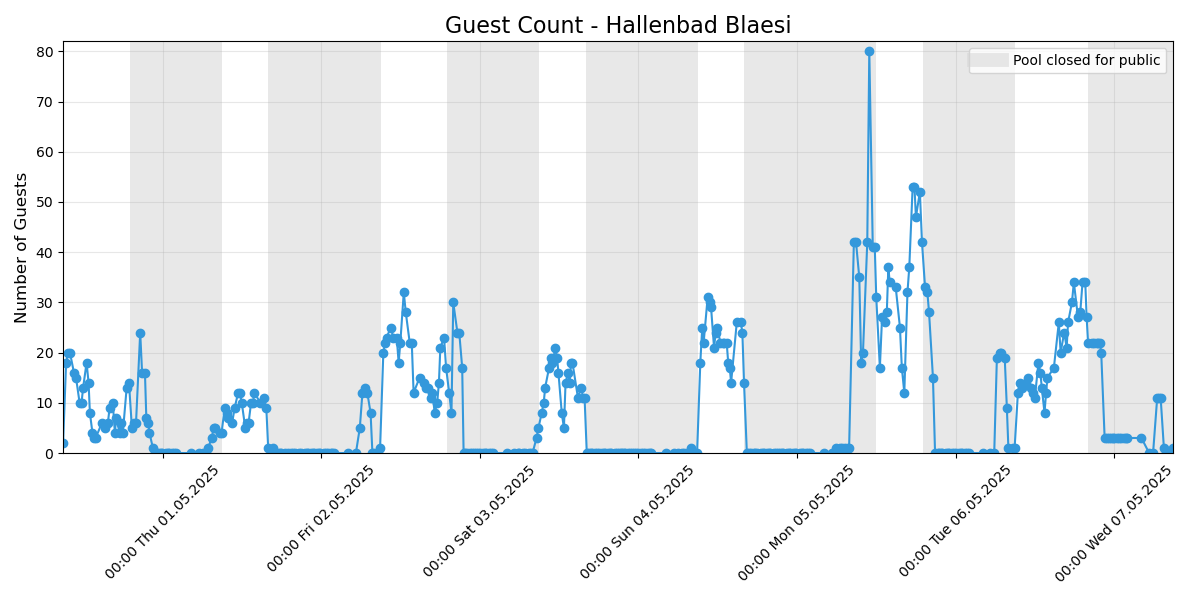 Guest Count - Hallenbad Blaesi
Pool closed for public
Number of Guests
80
70
60
50
40
30
20
10
0
00:00 Thu 01.05.2025
00:00 Fri 02.05.2025
00:00 Sat 03.05.2025
00:00 Sun 04.05.2025
00:00 Mon 05.05.2025
00:00 Tue 06.05.2025
00:00 Wed 07.05.2025